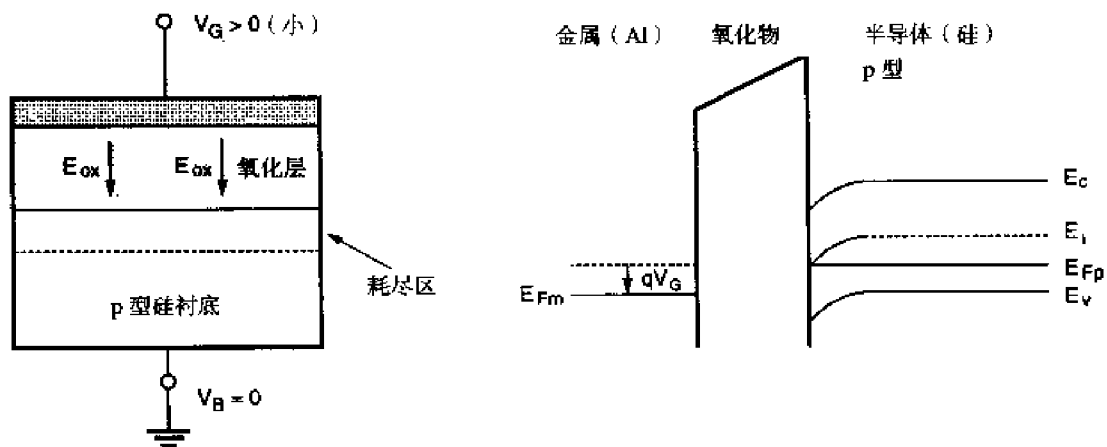 V_G > 0 (小)
E_ox
E_ox
氧化层
耗尽区
p 型硅衬底
V_B = 0
金属 (Al)
氧化物
半导体 (硅)
p 型
E_c
E_i
E_Fp
E_v
qV_G
E_Fm